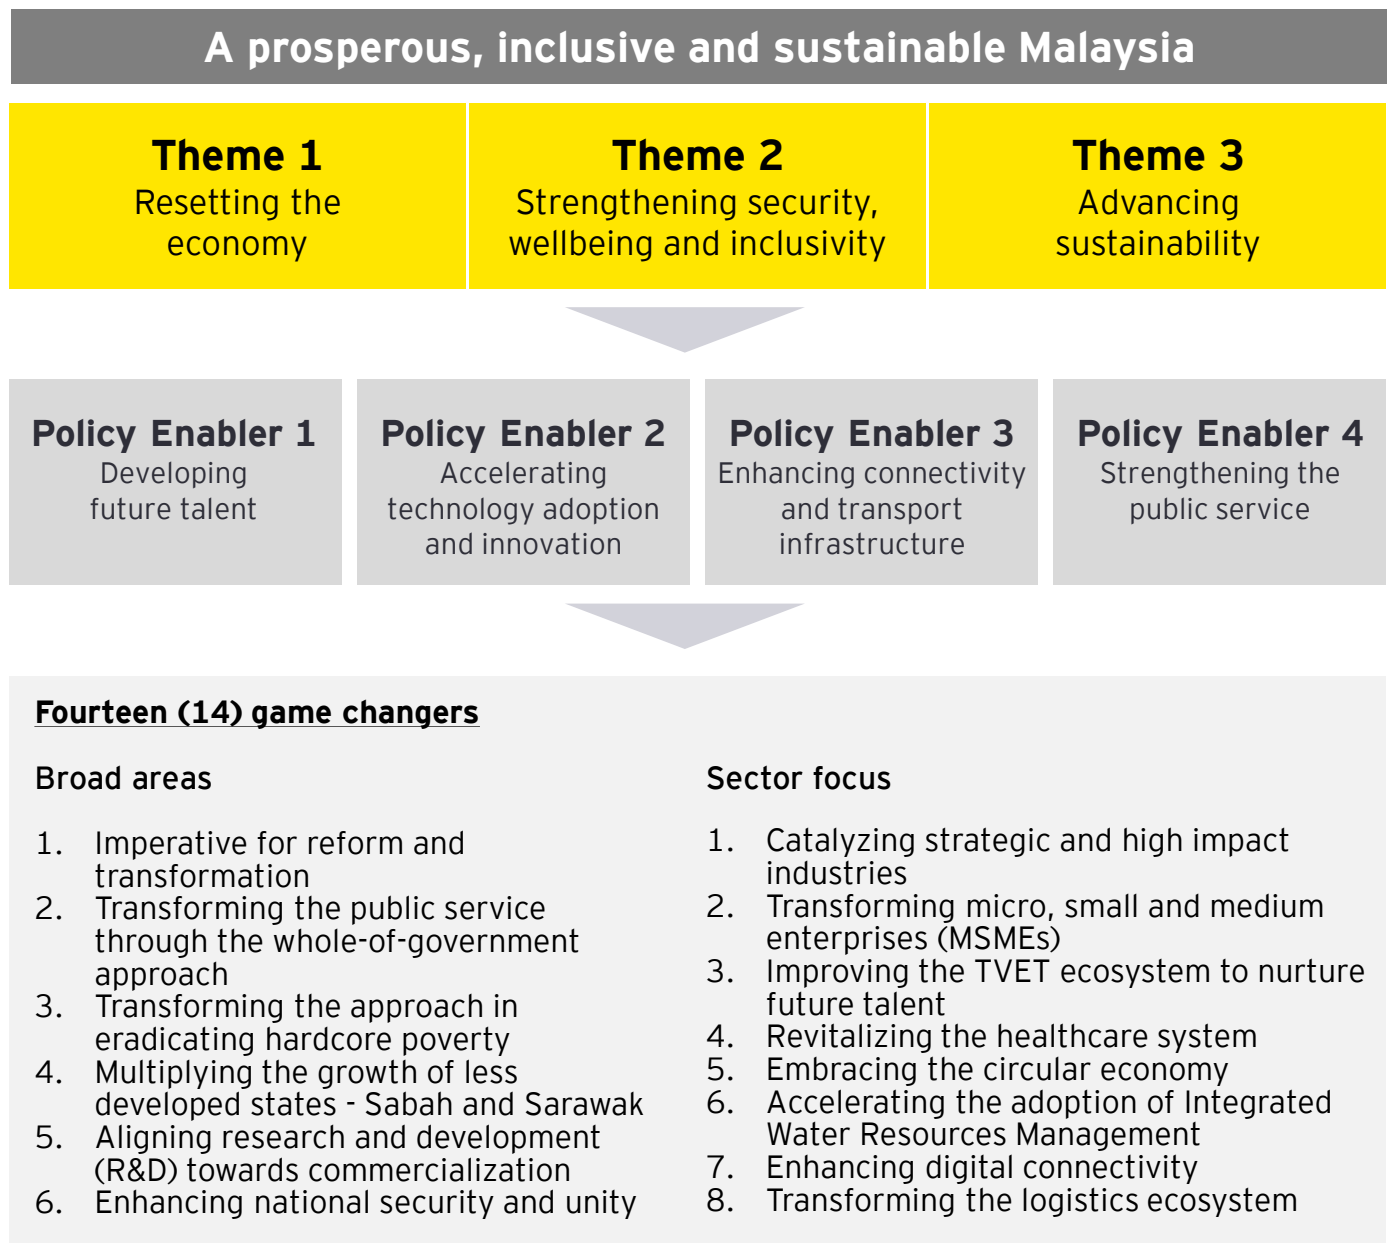 A prosperous, inclusive and sustainable Malaysia
Theme 1
Resetting the
economy
Theme 2
Strengthening security,
wellbeing and inclusivity
Theme 3
Advancing
sustainability
Policy Enabler 1
Developing
future talent
Policy Enabler 2
Accelerating
technology adoption
and innovation
Policy Enabler 3
Enhancing connectivity
and transport
infrastructure
Policy Enabler 4
Strengthening the
public service
Fourteen (14) game changers
Broad areas
1. Imperative for reform and
transformation
2. Transforming the public service
through the whole-of-government
approach
3. Transforming the approach in
eradicating hardcore poverty
4. Multiplying the growth of less
developed states - Sabah and Sarawak
5. Aligning research and development
(R&D) towards commercialization
6. Enhancing national security and unity
Sector focus
1. Catalyzing strategic and high impact
industries
2. Transforming micro, small and medium
enterprises (MSMEs)
3. Improving the TVET ecosystem to nurture
future talent
4. Revitalizing the healthcare system
5. Embracing the circular economy
6. Accelerating the adoption of Integrated
Water Resources Management
7. Enhancing digital connectivity
8. Transforming the logistics ecosystem